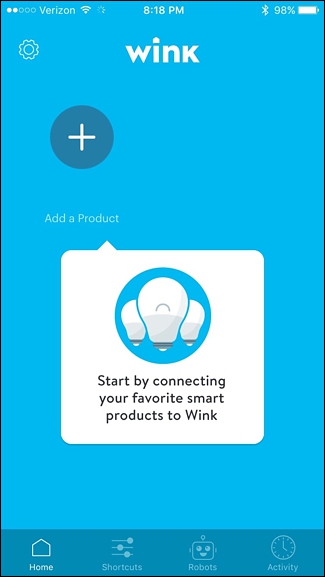 Verizon 8:18 PM 98%
wink
Add a Product
Start by connecting
your favorite smart
products to Wink
Home Shortcuts Robots Activity